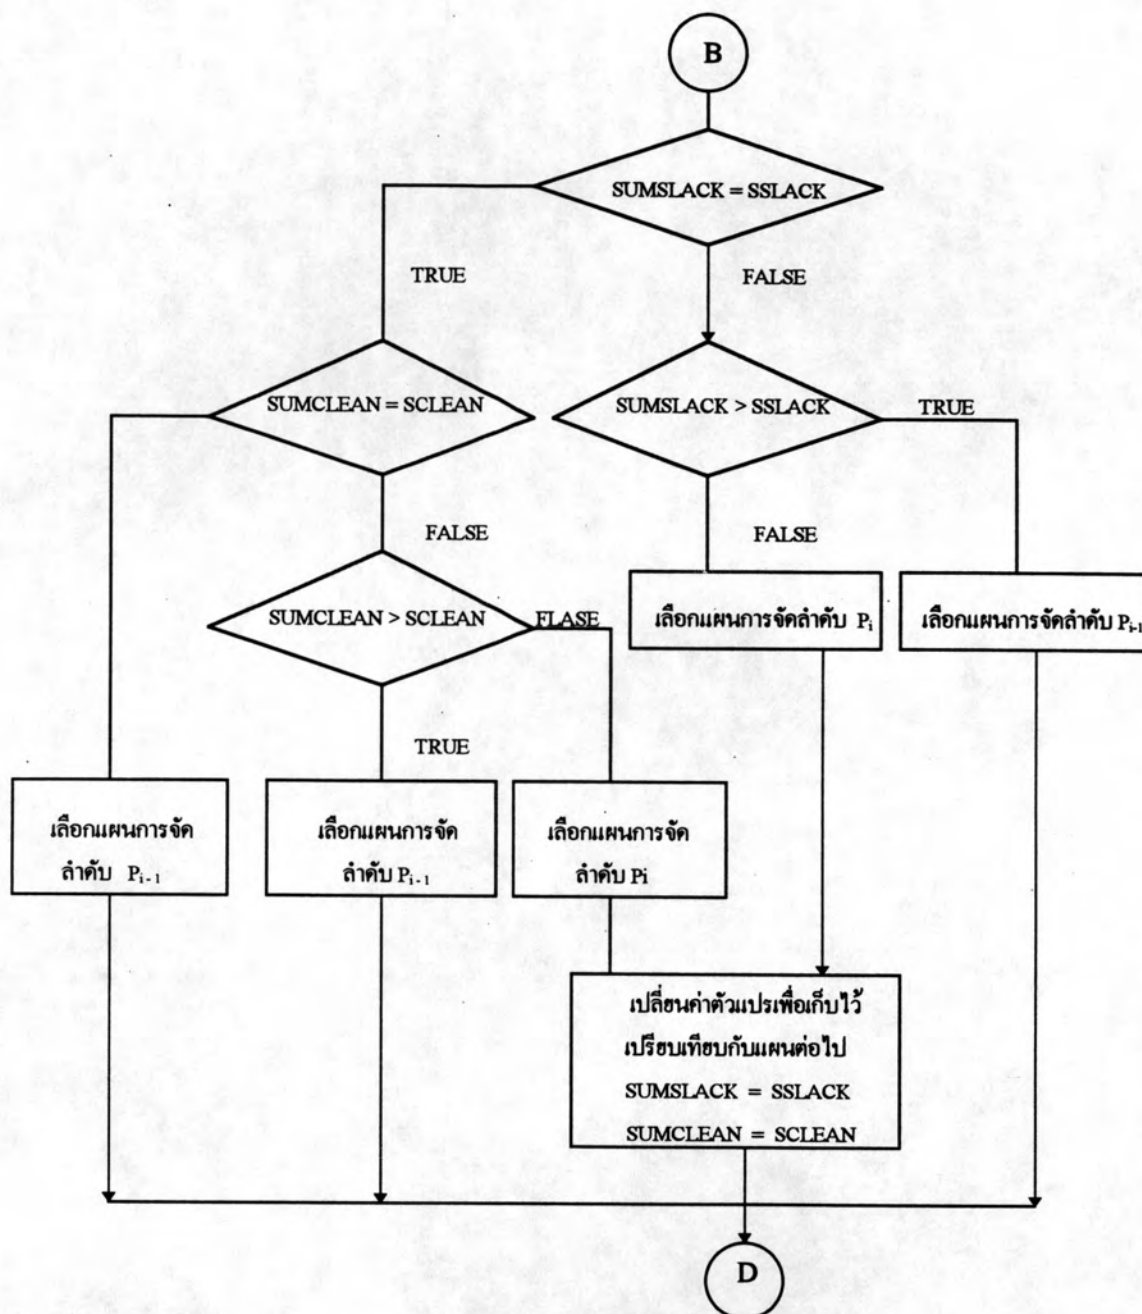 B
SUMSLACK = SSLACK
TRUE
FALSE
SUMCLEAN = SCLEAN
SUMSLACK > SSLACK
TRUE
FALSE
FALSE
SUMCLEAN > SCLEAN
FLASE
เลือกแผนการจัดลำดับ Pi
เลือกแผนการจัดลำดับ Pi-1
TRUE
เลือกแผนการจัด
ลำดับ Pi-1
เลือกแผนการจัด
ลำดับ Pi-1
เลือกแผนการจัด
ลำดับ Pi
เปลี่ยนค่าตัวแปรเพื่อเก็บไว้
เปรียบเทียบกับแผนต่อไป
SUMSLACK = SSLACK
SUMCLEAN = SCLEAN
D